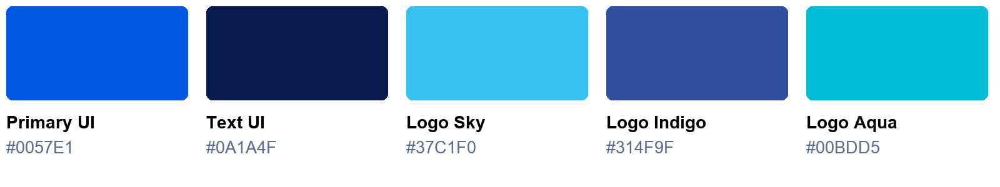 Primary UI
#0057E1
Text UI
#0A1A4F
Logo Sky
#37C1F0
Logo Indigo
#314F9F
Logo Aqua
#00BDD5